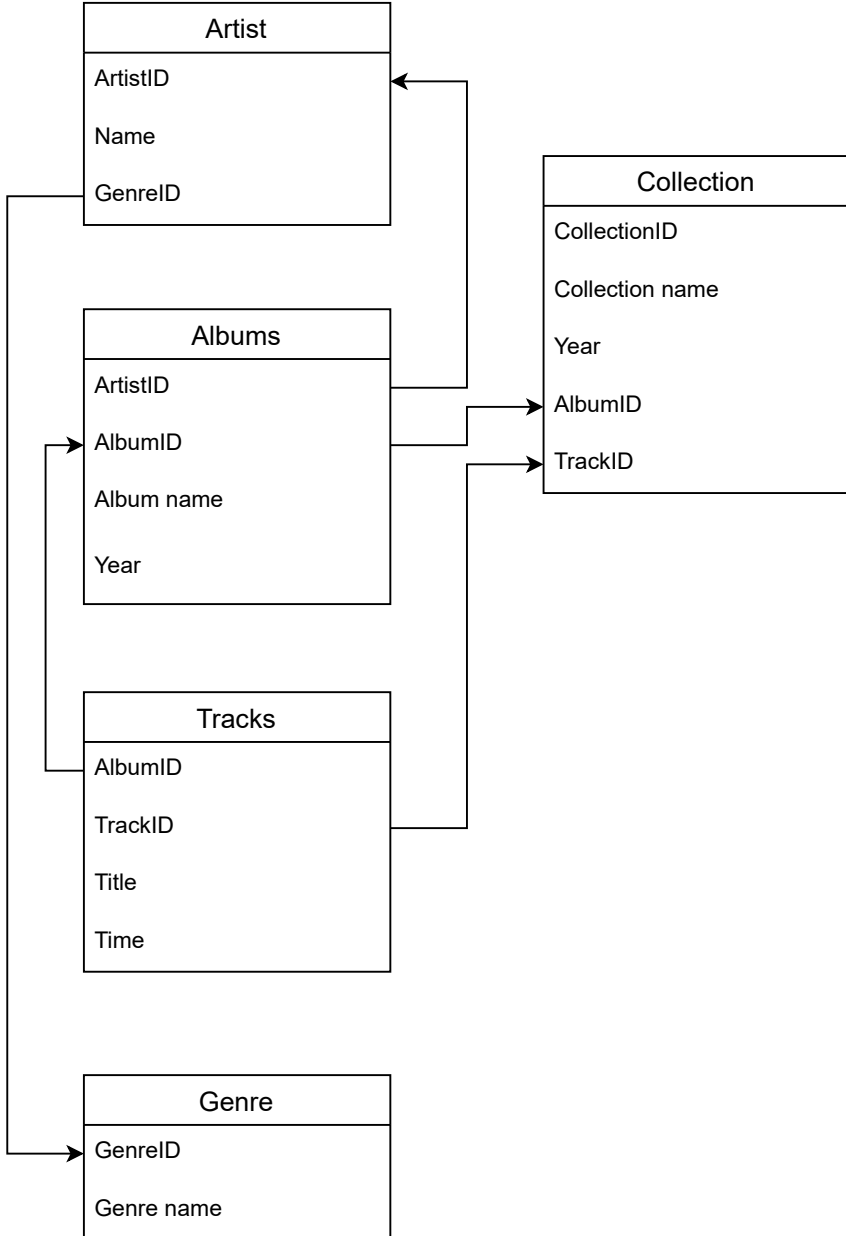 Artist
ArtistID
Name
GenreID
Collection
CollectionID
Collection name
Year
AlbumID
TrackID
Albums
ArtistID
AlbumID
Album name
Year
Tracks
AlbumID
TrackID
Title
Time
Genre
GenreID
Genre name